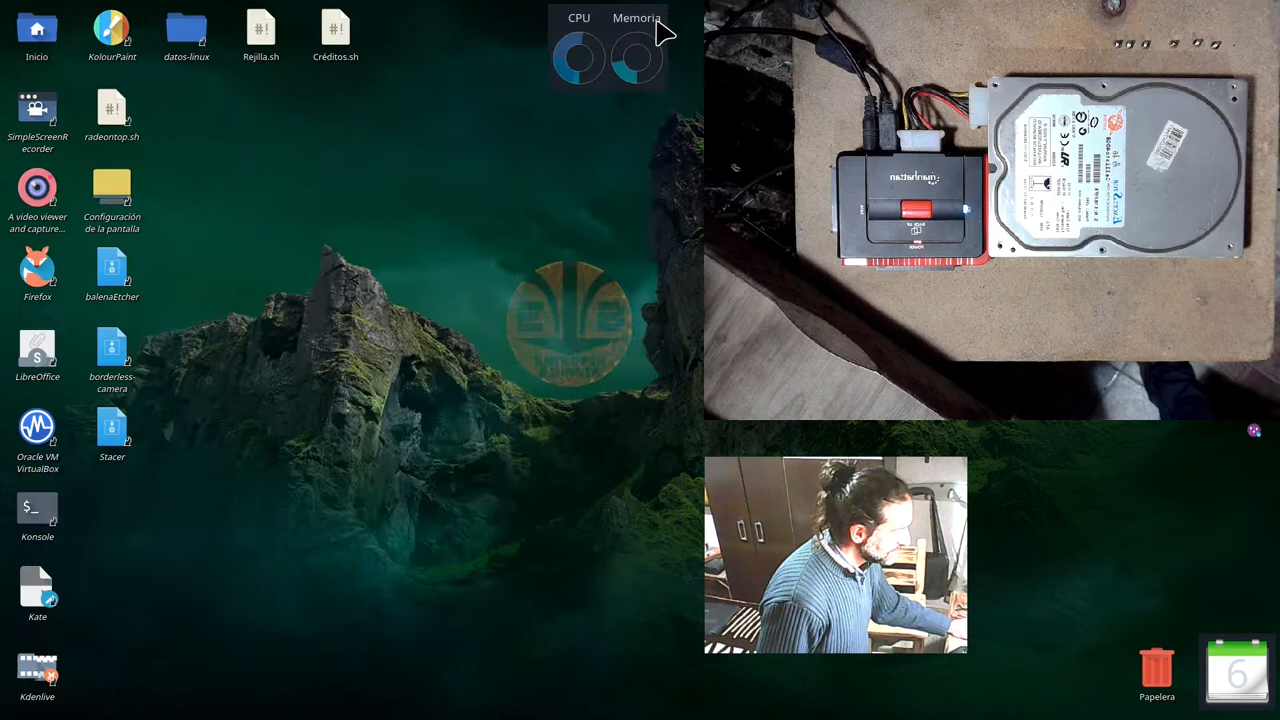 Inicio
KolourPaint
datos-linux
Rejilla.sh
Créditos.sh
CPU
Memoria
SimpleScreenR
ecorder
radeontop.sh
A video viewer
and capture...
Configuración
de la pantalla
Firefox
balenaEtcher
LibreOffice
borderless-
camera
Oracle VM
VirtualBox
Stacer
Konsole
Kate
Kdenlive
manhattan
POWER
Papelera
6